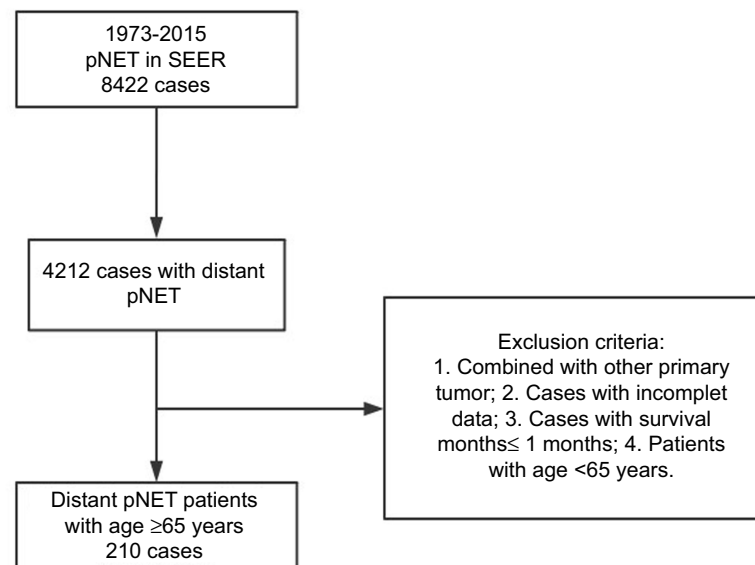 1973-2015
pNET in SEER
8422 cases
4212 cases with distant
pNET
Exclusion criteria:
1. Combined with other primary
tumor; 2. Cases with incomplet
data; 3. Cases with survival
months≤ 1 months; 4. Patients
with age <65 years.
Distant pNET patients
with age ≥65 years
210 cases